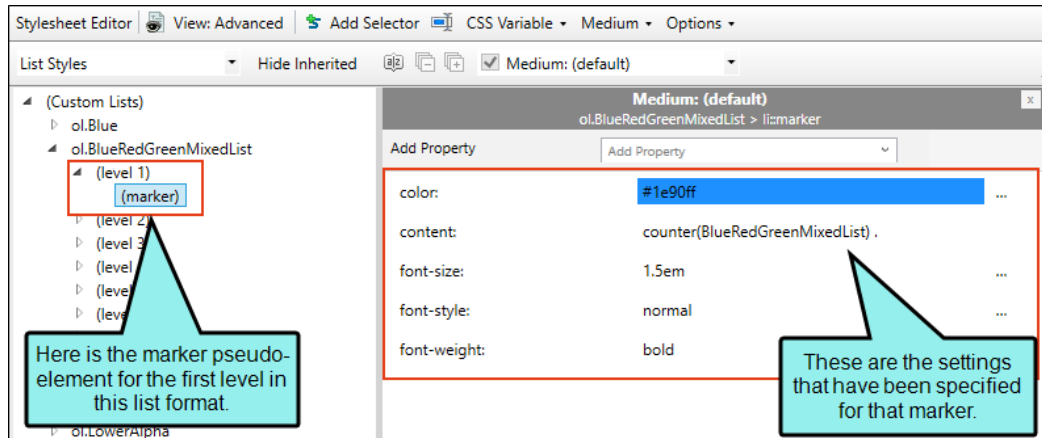 Stylesheet Editor View: Advanced Add Selector CSS Variable Medium Options
List Styles Hide Inherited Medium: (default)
(Custom Lists)
ol.Blue
ol.BlueRedGreenMixedList
(level 1)
(marker)
(level 2)
(level 3
(level
(leve
(leve
ol.LowerAlpha
Medium: (default)
ol.BlueRedGreenMixedList > li::marker
Add Property Add Property
color: #1e90ff ...
content: counter(BlueRedGreenMixedList) .
font-size: 1.5em ...
font-style: normal ...
font-weight: bold
Here is the marker pseudo-
element for the first level in
this list format.
These are the settings
that have been specified
for that marker.